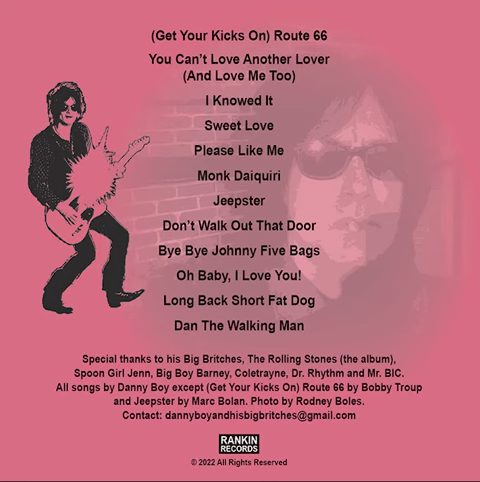 (Get Your Kicks On) Route 66
You Can't Love Another Lover
(And Love Me Too)
I Knowed It
Sweet Love
Please Like Me
Monk Daiquiri
Jeepster
Don't Walk Out That Door
Bye Bye Johnny Five Bags
Oh Baby, I Love You!
Long Back Short Fat Dog
Dan The Walking Man
Special thanks to his Big Britches, The Rolling Stones (the album),
Spoon Girl Jenn, Big Boy Barney, Coletrayne, Dr. Rhythm and Mr. BIC.
All songs by Danny Boy except (Get Your Kicks On) Route 66 by Bobby Troup
and Jeepster by Marc Bolan. Photo by Rodney Boles.
Contact: dannyboyandhisbigbritches@gmail.com
RANKIN
RECORDS
© 2022 All Rights Reserved